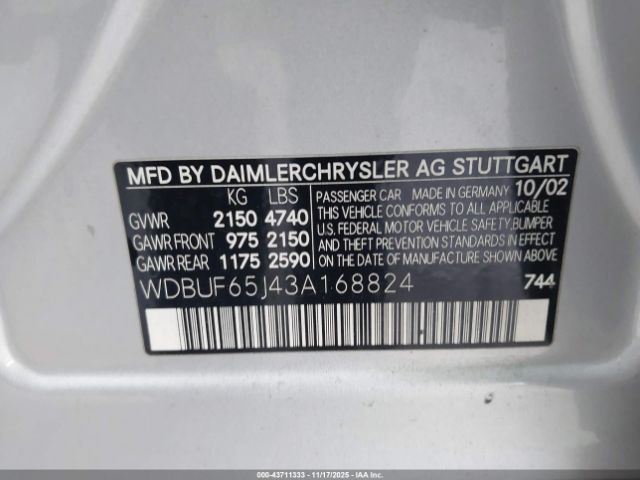 MFD BY DAIMLERCHRYSLER AG STUTTGART
KG LBS
GVWR 2150 4740
GAWR FRONT 975 2150
GAWR REAR 1175 2590
PASSENGER CAR MADE IN GERMANY 10/02
THIS VEHICLE CONFORMS TO ALL APPLICABLE
U.S. FEDERAL MOTOR VEHICLE SAFETY,BUMPER
AND THEFT PREVENTION STANDARDS IN EFFECT
ON THE DATE OF MANUFACTURE SHOWN ABOVE
WDBUF65J43A168824 744
000-43711333 - 11/17/2025 - IAAI.CA